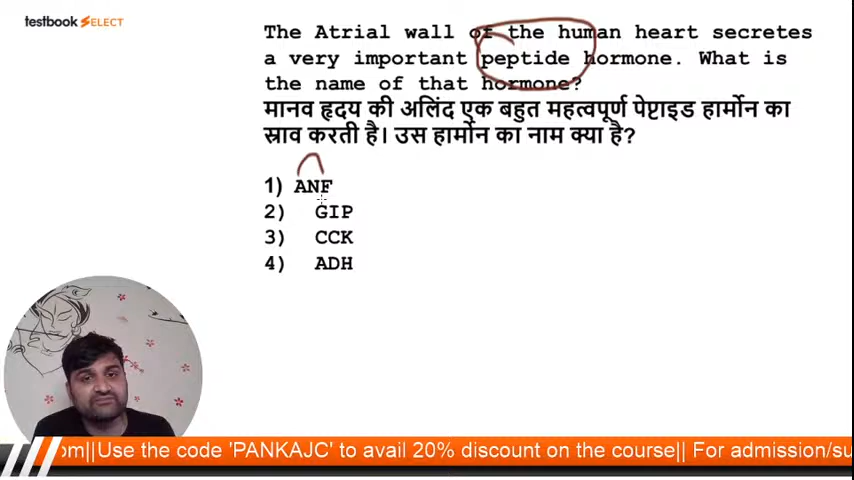 testbook SELECT
The Atrial wall of the human heart secretes
a very important peptide hormone. What is
the name of that hormone?
मानव हृदय की अलिंद एक बहुत महत्वपूर्ण पेप्टाइड हार्मोन का
स्राव करती है। उस हार्मोन का नाम क्या है?
1) ANF
2) GIP
3) CCK
4) ADH
om||Use the code 'PANKAJC' to avail 20% discount on the course|| For admission/su